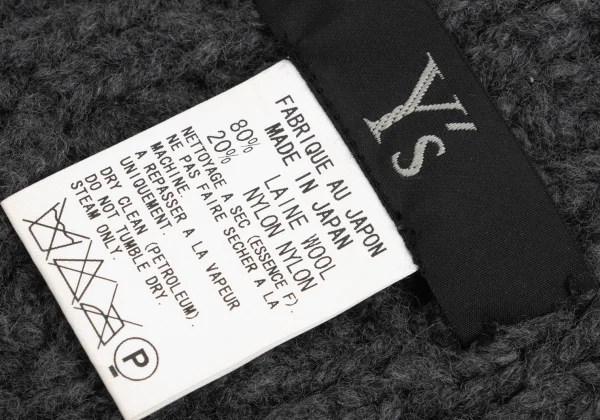 Y's
FABRIQUE AU JAPON
MADE IN JAPAN
80% LAINE WOOL
20% NYLON NYLON
NETTOYAGE A SEC (ESSENCE F).
NE PAS FAIRE SECHER A LA
MACHINE.
A REPASSER A LA VAPEUR
UNIQUEMENT.
DRY CLEAN (PETROLEUM).
DO NOT TUMBLE DRY.
STEAM ONLY.
P